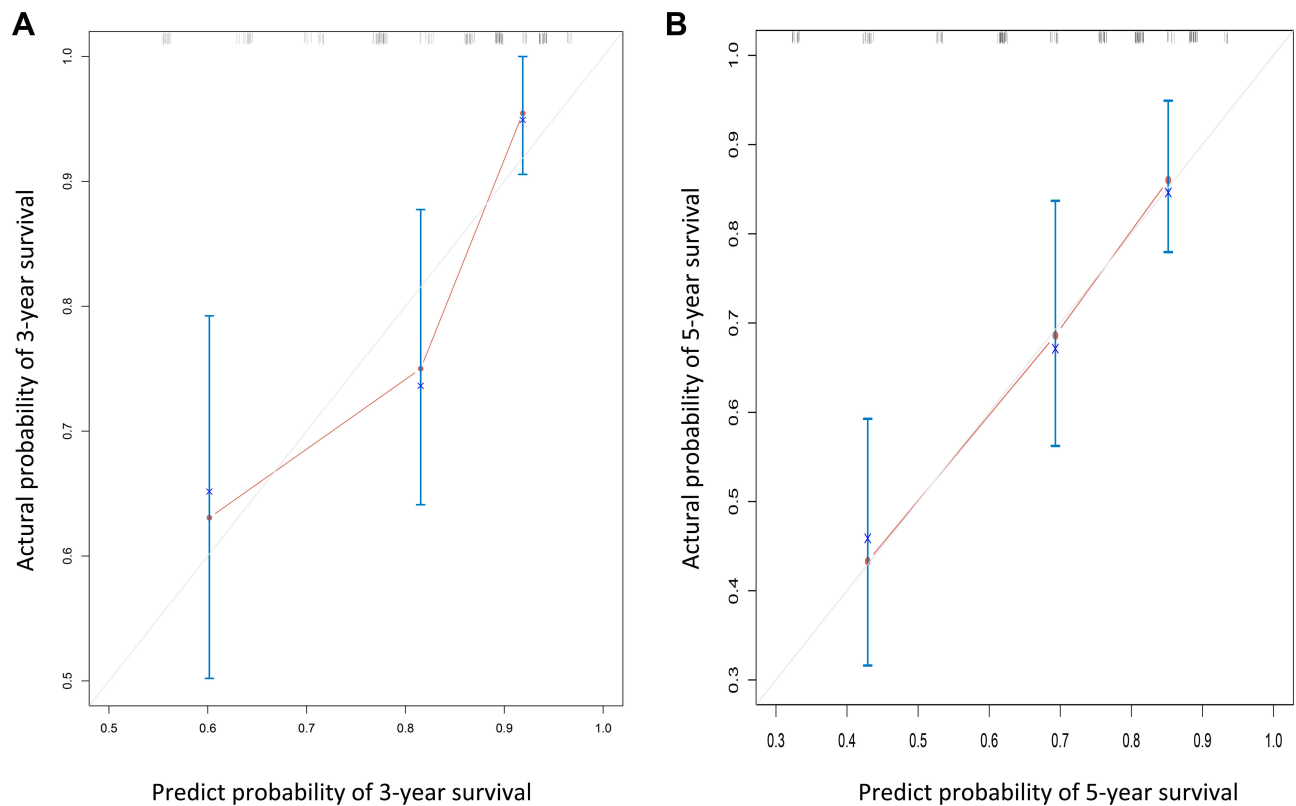 A
Actural probability of 3-year survival
1.0
0.9
0.8
0.7
0.6
0.5
0.5 0.6 0.7 0.8 0.9 1.0
Predict probability of 3-year survival
B
Actural probability of 5-year survival
1.0
0.9
0.8
0.7
0.6
0.5
0.4
0.3
0.3 0.4 0.5 0.6 0.7 0.8 0.9 1.0
Predict probability of 5-year survival